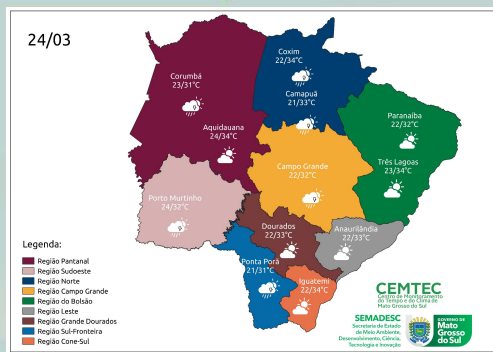 24/03
Coxim
22/34°C
Corumbá
23/31°C
Camapuã
21/33°C
Paranaíba
22/32°C
Aquidauana
24/34°C
Campo Grande
22/32°C
Três Lagoas
23/34°C
Porto Murtinho
24/32°C
Dourados
22/33°C
Anaurilândia
22/33°C
Ponta Porã
21/31°C
Iguatemi
22/34°C
Legenda:
Região Pantanal
Região Sudoeste
Região Norte
Região Campo Grande
Região do Bolsão
Região Leste
Região Grande Dourados
Região Sul-Fronteira
Região Cone-Sul
CEMTEC
Centro de Monitoramento
do Tempo e do Clima de
Mato Grosso do Sul
SEMADESC
Secretaria de Estado
de Meio Ambiente,
Desenvolvimento, Ciência,
Tecnologia e Inovação
GOVERNO DE
Mato
Grosso
do Sul